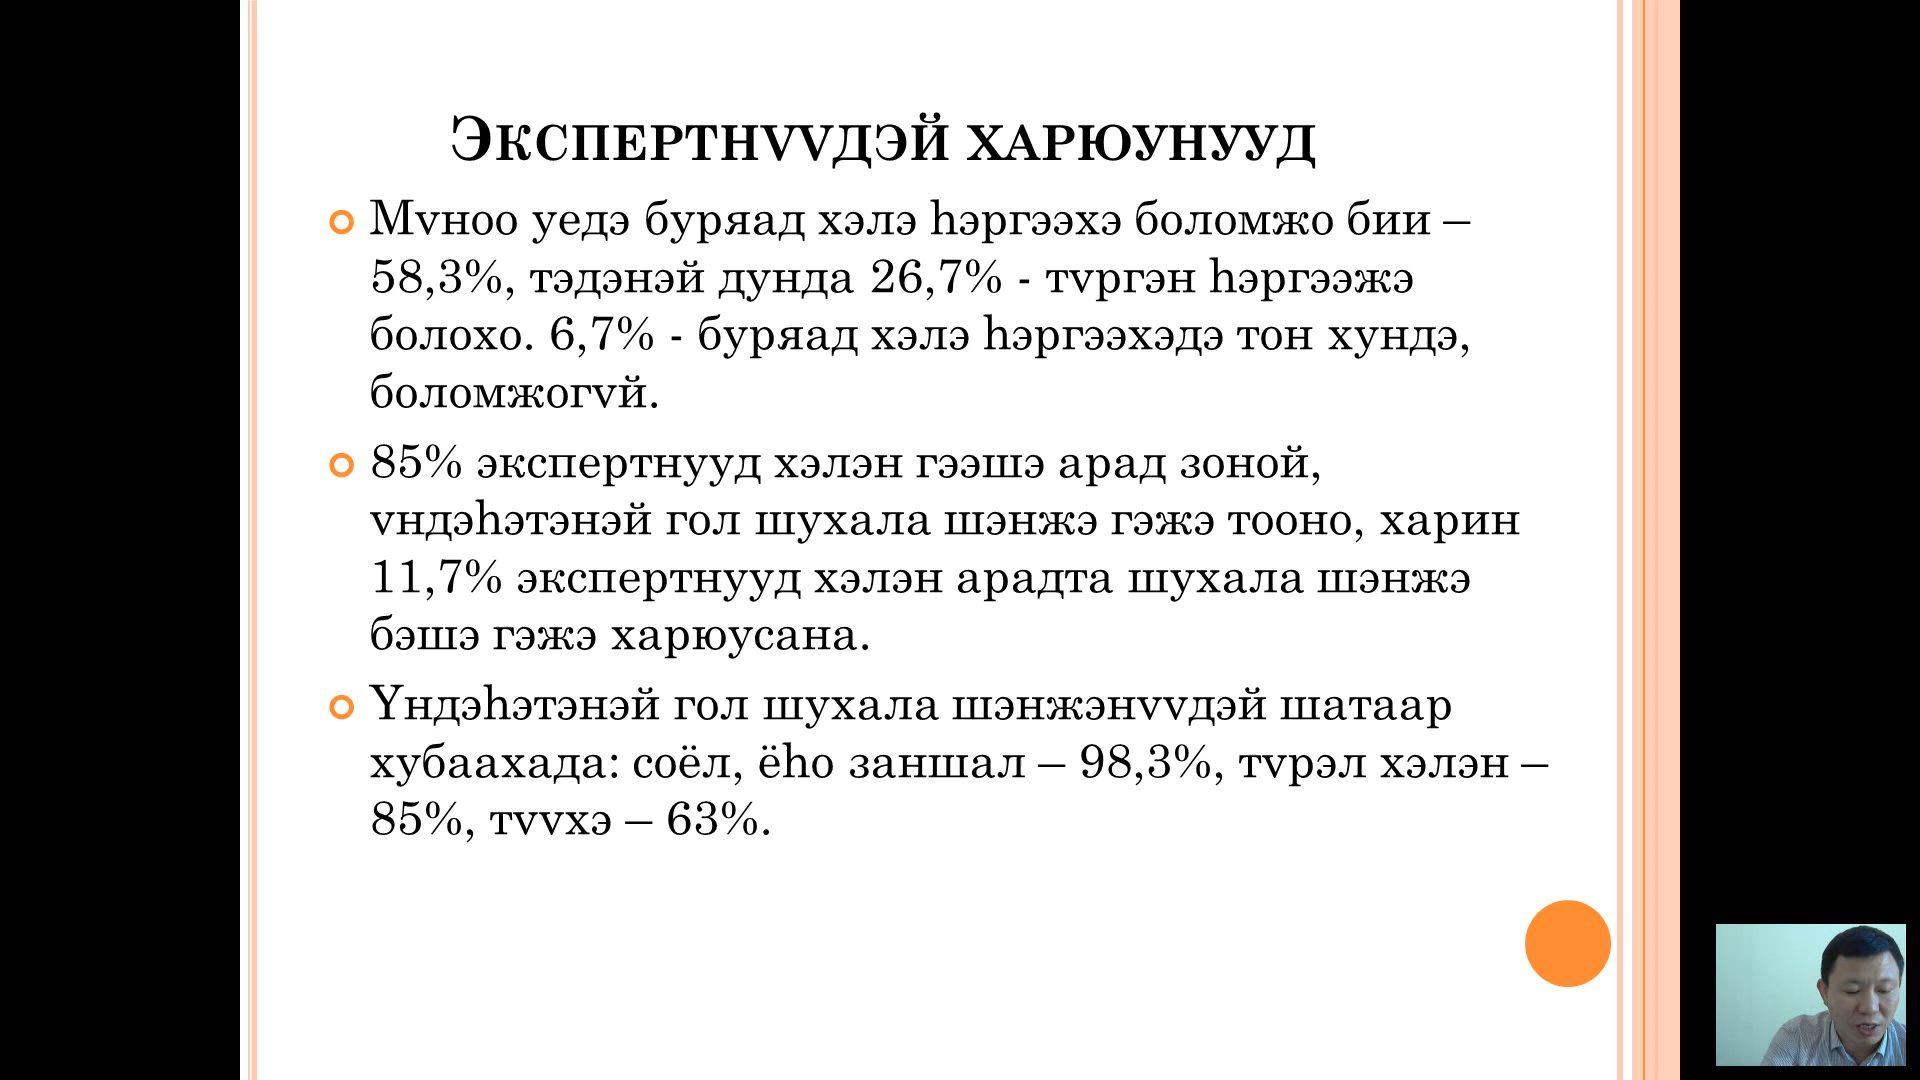 Экспертнvvдэй харюунууд
Мvноо уедэ буряад хэлэ hэргээхэ боломжо бии –
58,3%, тэдэнэй дунда 26,7% - тvргэн hэргээжэ
болохо. 6,7% - буряад хэлэ hэргээхэдэ тон хундэ,
боломжогvй.
85% экспертнууд хэлэн гээшэ арад зоной,
vндэhэтэнэй гол шухала шэнжэ гэжэ тооно, харин
11,7% экспертнууд хэлэн арадта шухала шэнжэ
бэшэ гэжэ харюусана.
Yндэhэтэнэй гол шухала шэнжэнvvдэй шатаар
хубаахада: соёл, ёhо заншал – 98,3%, тvрэл хэлэн –
85%, тvvхэ – 63%.